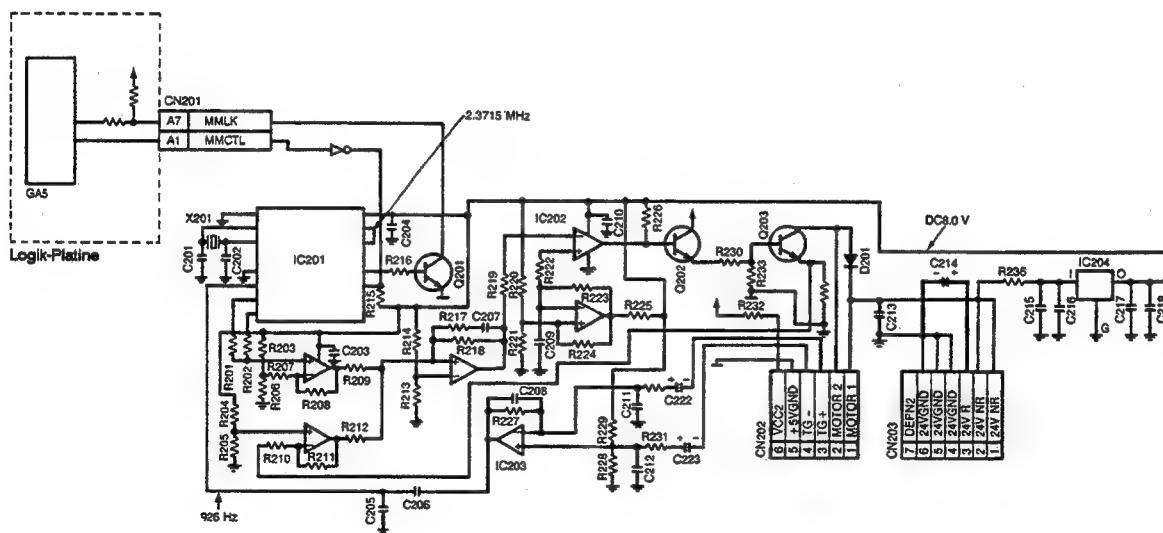 CN201
A7 MMLK
A1 MMCTL
2.3715 MHz
GA5
Logik-Platine
X201
C201
C202
IC201
C204
R216
Q201
R215
IC202
C210
R226
Q202
R230
Q203
R233
R232
D201
DC8.0 V
C214
R236
IC204
I
O
G
C215
C216
C217
C218
C213
R219
R220
R222
R223
R225
R221
C209
R224
R217
C207
R218
R214
R213
R203
C203
R201
R202
R207
R206
R209
R208
R204
R205
R212
R210
R211
C208
R227
IC203
C211
C222
R229
R231
R228
C212
C223
C205
C206
926 Hz
CN202
6 VCC2
5 +5VGND
4 TG -
3 TG +
2 MOTOR 2
1 MOTOR 1
CN203
7 DEFN2
6 24VGND
5 24VGND
4 24VGND
3 24V R
2 24V NR
1 24V NR